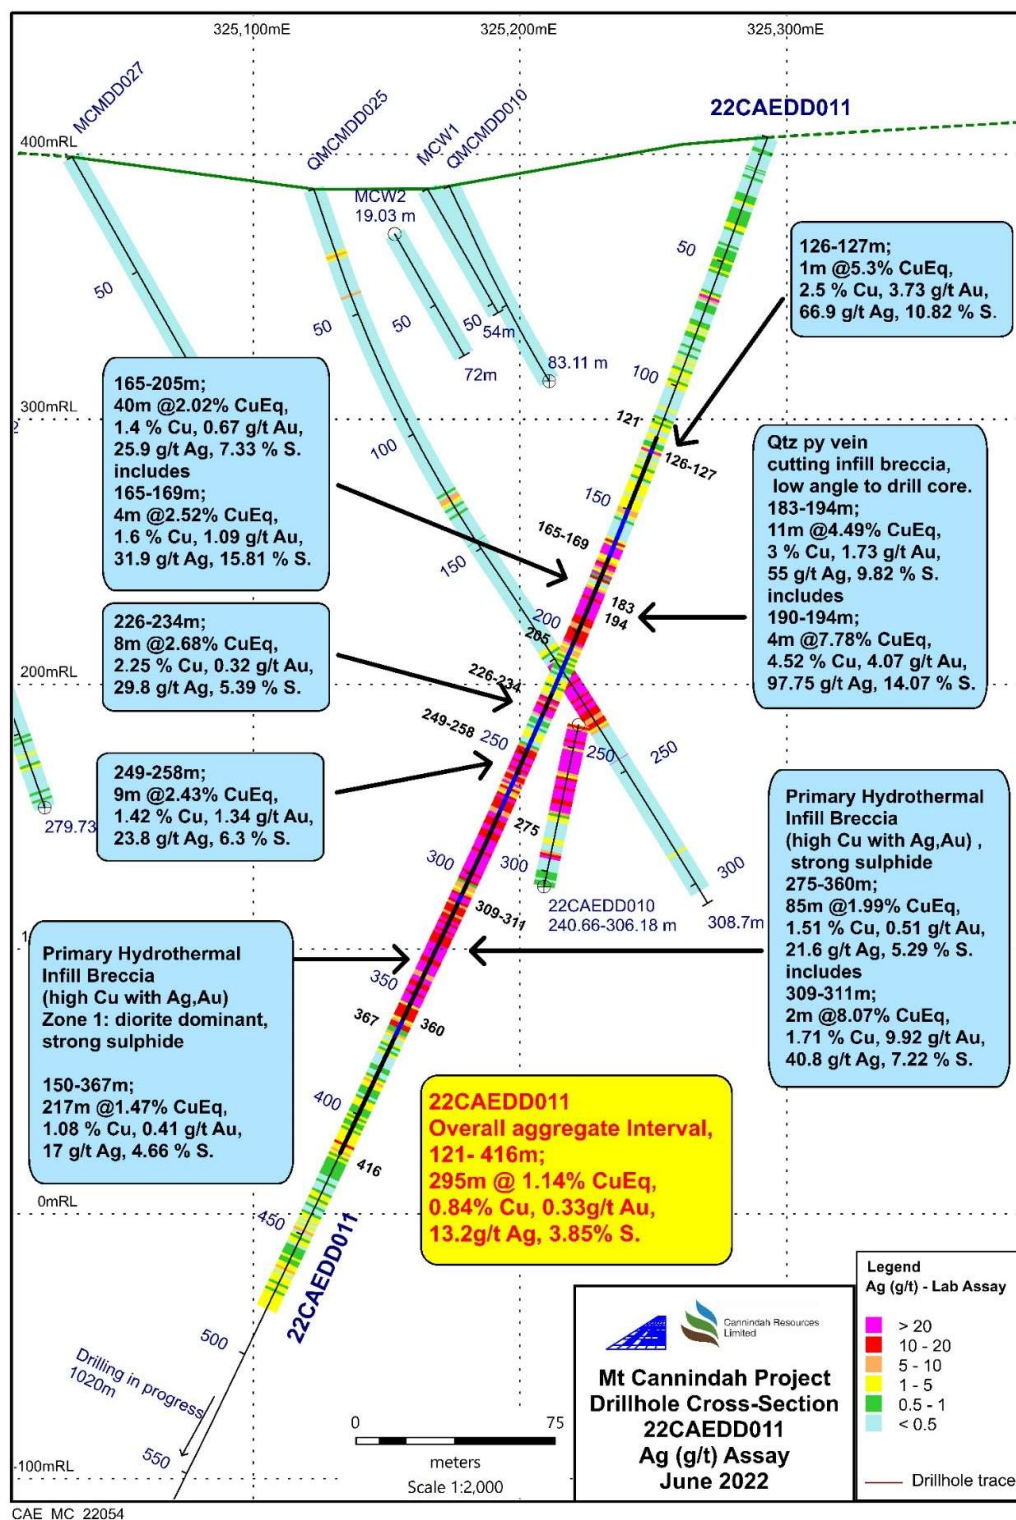 325,100mE
325,200mE
325,300mE
MCMDD027
QMCMDD025
MCW1
QMCMDD010
22CAEDD011
400mRL
MCW2
19.03 m
50
50
50
50
50
54m
72m
83.11 m
126-127m;
1m @5.3% CuEq,
2.5 % Cu, 3.73 g/t Au,
66.9 g/t Ag, 10.82 % S.
165-205m;
40m @2.02% CuEq,
1.4 % Cu, 0.67 g/t Au,
25.9 g/t Ag, 7.33 % S.
includes
165-169m;
4m @2.52% CuEq,
1.6 % Cu, 1.09 g/t Au,
31.9 g/t Ag, 15.81 % S.
100
300mRL
121
126-127
100
150
150
165-169
183
194
200
205
Qtz py vein
cutting infill breccia,
low angle to drill core.
183-194m;
11m @4.49% CuEq,
3 % Cu, 1.73 g/t Au,
55 g/t Ag, 9.82 % S.
includes
190-194m;
4m @7.78% CuEq,
4.52 % Cu, 4.07 g/t Au,
97.75 g/t Ag, 14.07 % S.
226-234m;
8m @2.68% CuEq,
2.25 % Cu, 0.32 g/t Au,
29.8 g/t Ag, 5.39 % S.
200mRL
226-234
249-258
250
250
250
249-258m;
9m @2.43% CuEq,
1.42 % Cu, 1.34 g/t Au,
23.8 g/t Ag, 6.3 % S.
279.73
275
300
300
300
309-311
22CAEDD010
240.66-306.18 m
308.7m
Primary Hydrothermal
Infill Breccia
(high Cu with Ag,Au) ,
strong sulphide
275-360m;
85m @1.99% CuEq,
1.51 % Cu, 0.51 g/t Au,
21.6 g/t Ag, 5.29 % S.
includes
309-311m;
2m @8.07% CuEq,
1.71 % Cu, 9.92 g/t Au,
40.8 g/t Ag, 7.22 % S.
Primary Hydrothermal
Infill Breccia
(high Cu with Ag,Au)
Zone 1: diorite dominant,
strong sulphide
150-367m;
217m @1.47% CuEq,
1.08 % Cu, 0.41 g/t Au,
17 g/t Ag, 4.66 % S.
350
367
360
400
416
22CAEDD011
Overall aggregate Interval,
121- 416m;
295m @ 1.14% CuEq,
0.84% Cu, 0.33g/t Au,
13.2g/t Ag, 3.85% S.
0mRL
450
22CAEDD011
500
Drilling in progress
1020m
550
-100mRL
0
75
meters
Scale 1:2,000
Cannindah Resources
Limited
Mt Cannindah Project
Drillhole Cross-Section
22CAEDD011
Ag (g/t) Assay
June 2022
Legend
Ag (g/t) - Lab Assay
> 20
10 - 20
5 - 10
1 - 5
0.5 - 1
< 0.5
Drillhole trace
CAE MC 22054